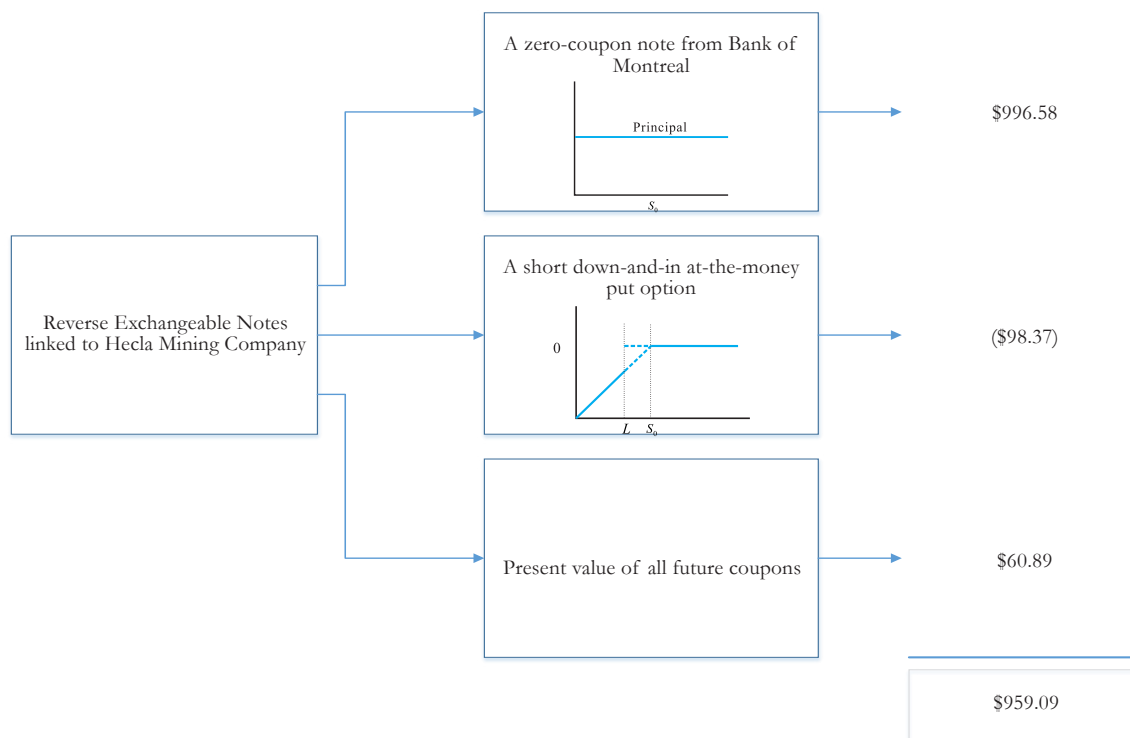 A zero-coupon note from Bank of
Montreal
Principal
S₀
$996.58
Reverse Exchangeable Notes
linked to Hecla Mining Company
A short down-and-in at-the-money
put option
0
L S₀
($98.37)
Present value of all future coupons
$60.89
$959.09